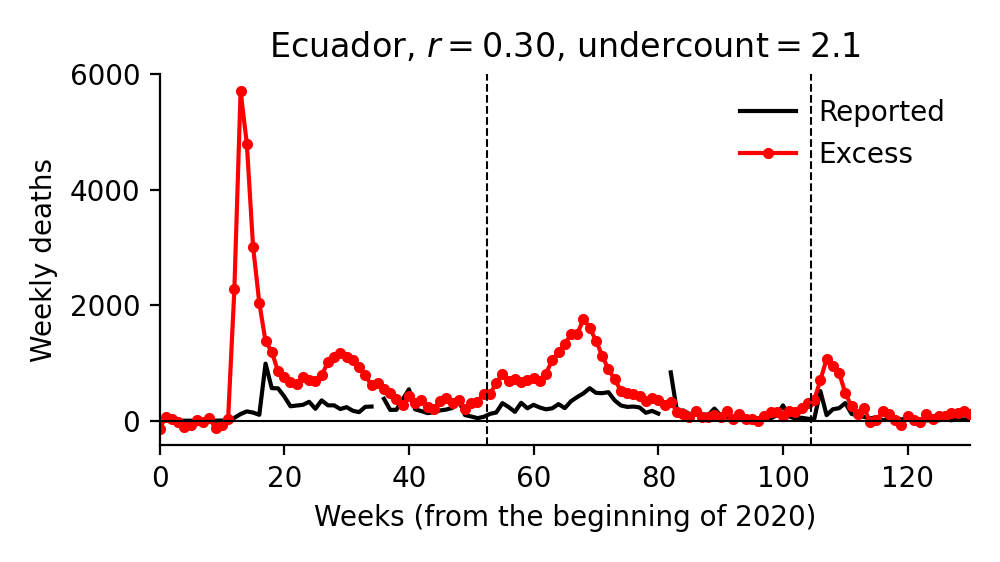 Ecuador, r = 0.30, undercount = 2.1
6000
4000
2000
0
Weekly deaths
Reported
Excess
0 20 40 60 80 100 120
Weeks (from the beginning of 2020)